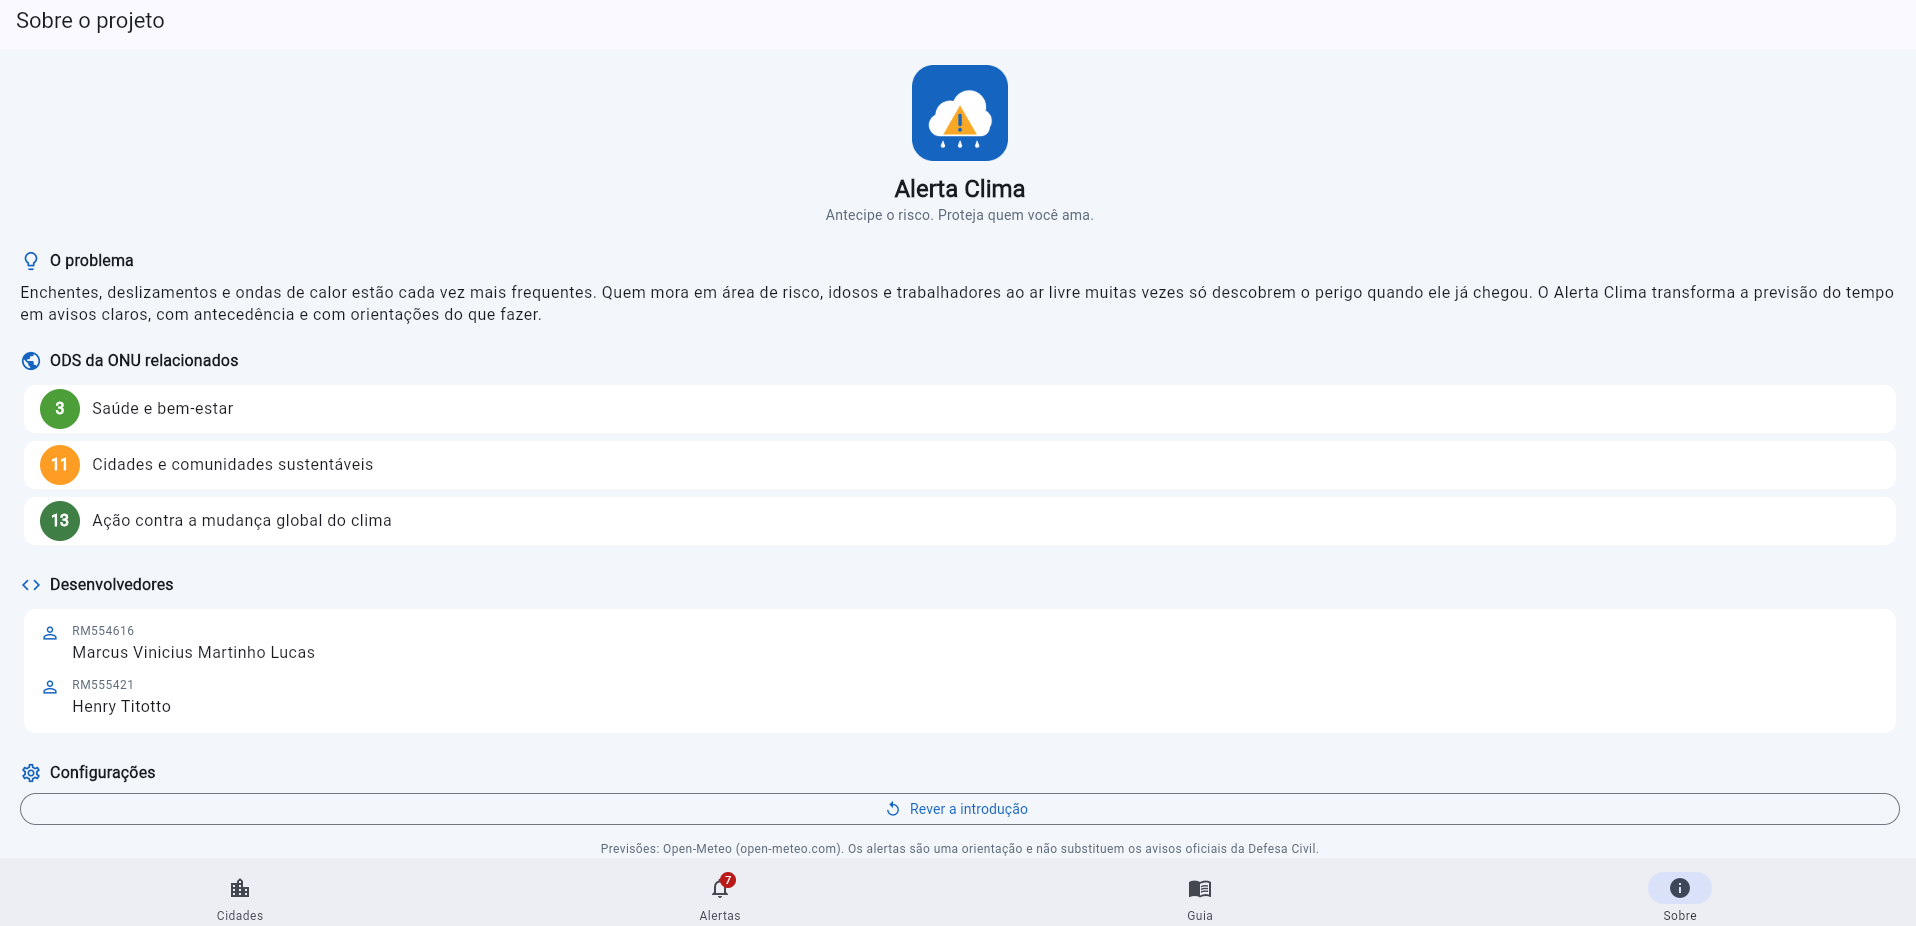 Sobre o projeto
Alerta Clima
Antecipe o risco. Proteja quem você ama.
O problema
Enchentes, deslizamentos e ondas de calor estão cada vez mais frequentes. Quem mora em área de risco, idosos e trabalhadores ao ar livre muitas vezes só descobrem o perigo quando ele já chegou. O Alerta Clima transforma a previsão do tempo
em avisos claros, com antecedência e com orientações do que fazer.
ODS da ONU relacionados
3 Saúde e bem-estar
11 Cidades e comunidades sustentáveis
13 Ação contra a mudança global do clima
Desenvolvedores
RM554616
Marcus Vinicius Martinho Lucas
RM555421
Henry Titotto
Configurações
Rever a introdução
Previsões: Open-Meteo (open-meteo.com). Os alertas são uma orientação e não substituem os avisos oficiais da Defesa Civil.
7
Cidades Alertas Guia Sobre